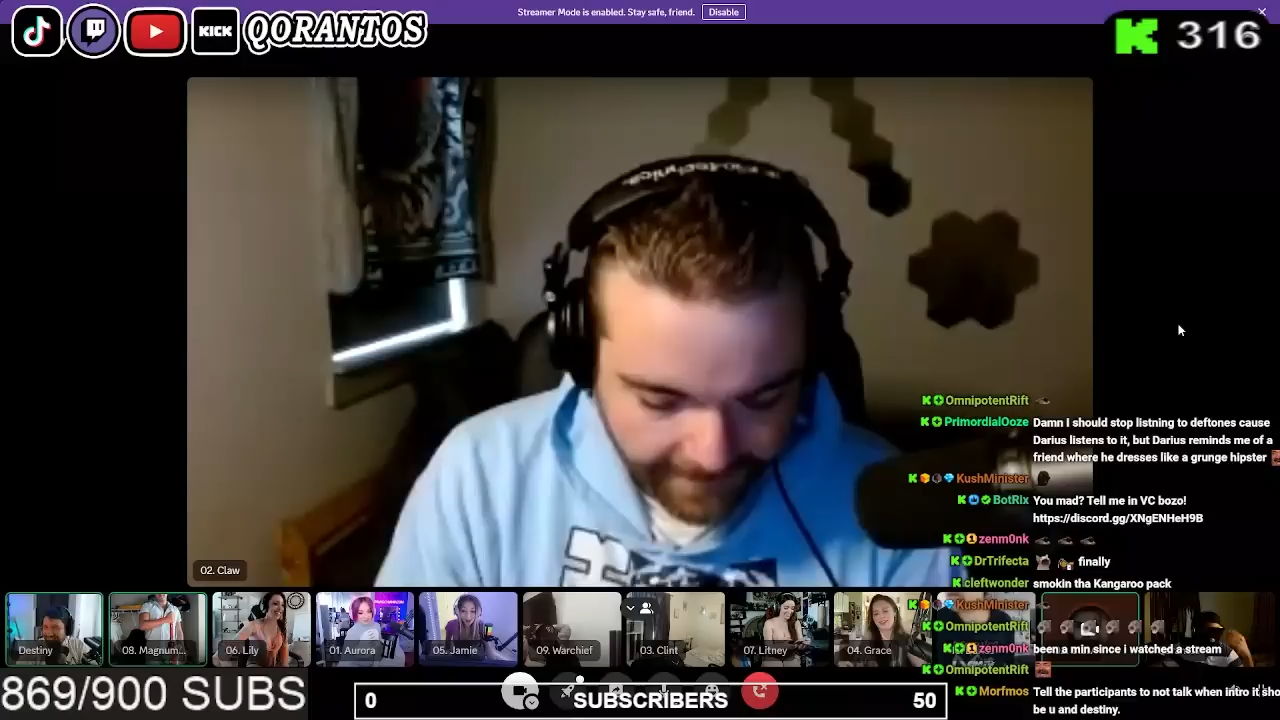 Streamer Mode is enabled. Stay safe, friend. Disable
KICK
QORANTOS
316
OmnipotentRift
PrimordialOoze Damn I should stop listning to deftones cause
Darius listens to it, but Darius reminds me of a
friend where he dresses like a grunge hipster
KushMinister
BotRix You mad? Tell me in VC bozo!
https://discord.gg/XNgENHeH9B
zenm0nk
DrTrifecta finally
cleftwonder smokin tha Kangaroo pack
KushMinister
OmnipotentRift
zenm0nk been a min since i watched a stream
OmnipotentRift
Morfmos Tell the participants to not talk when intro it sho
be u and destiny.
02. Claw
Destiny
08. Magnum...
06. Lily
01. Aurora
05. Jamie
09. Warchief
03. Clint
07. Litney
04. Grace
869/900 SUBS
0 SUBSCRIBERS 50